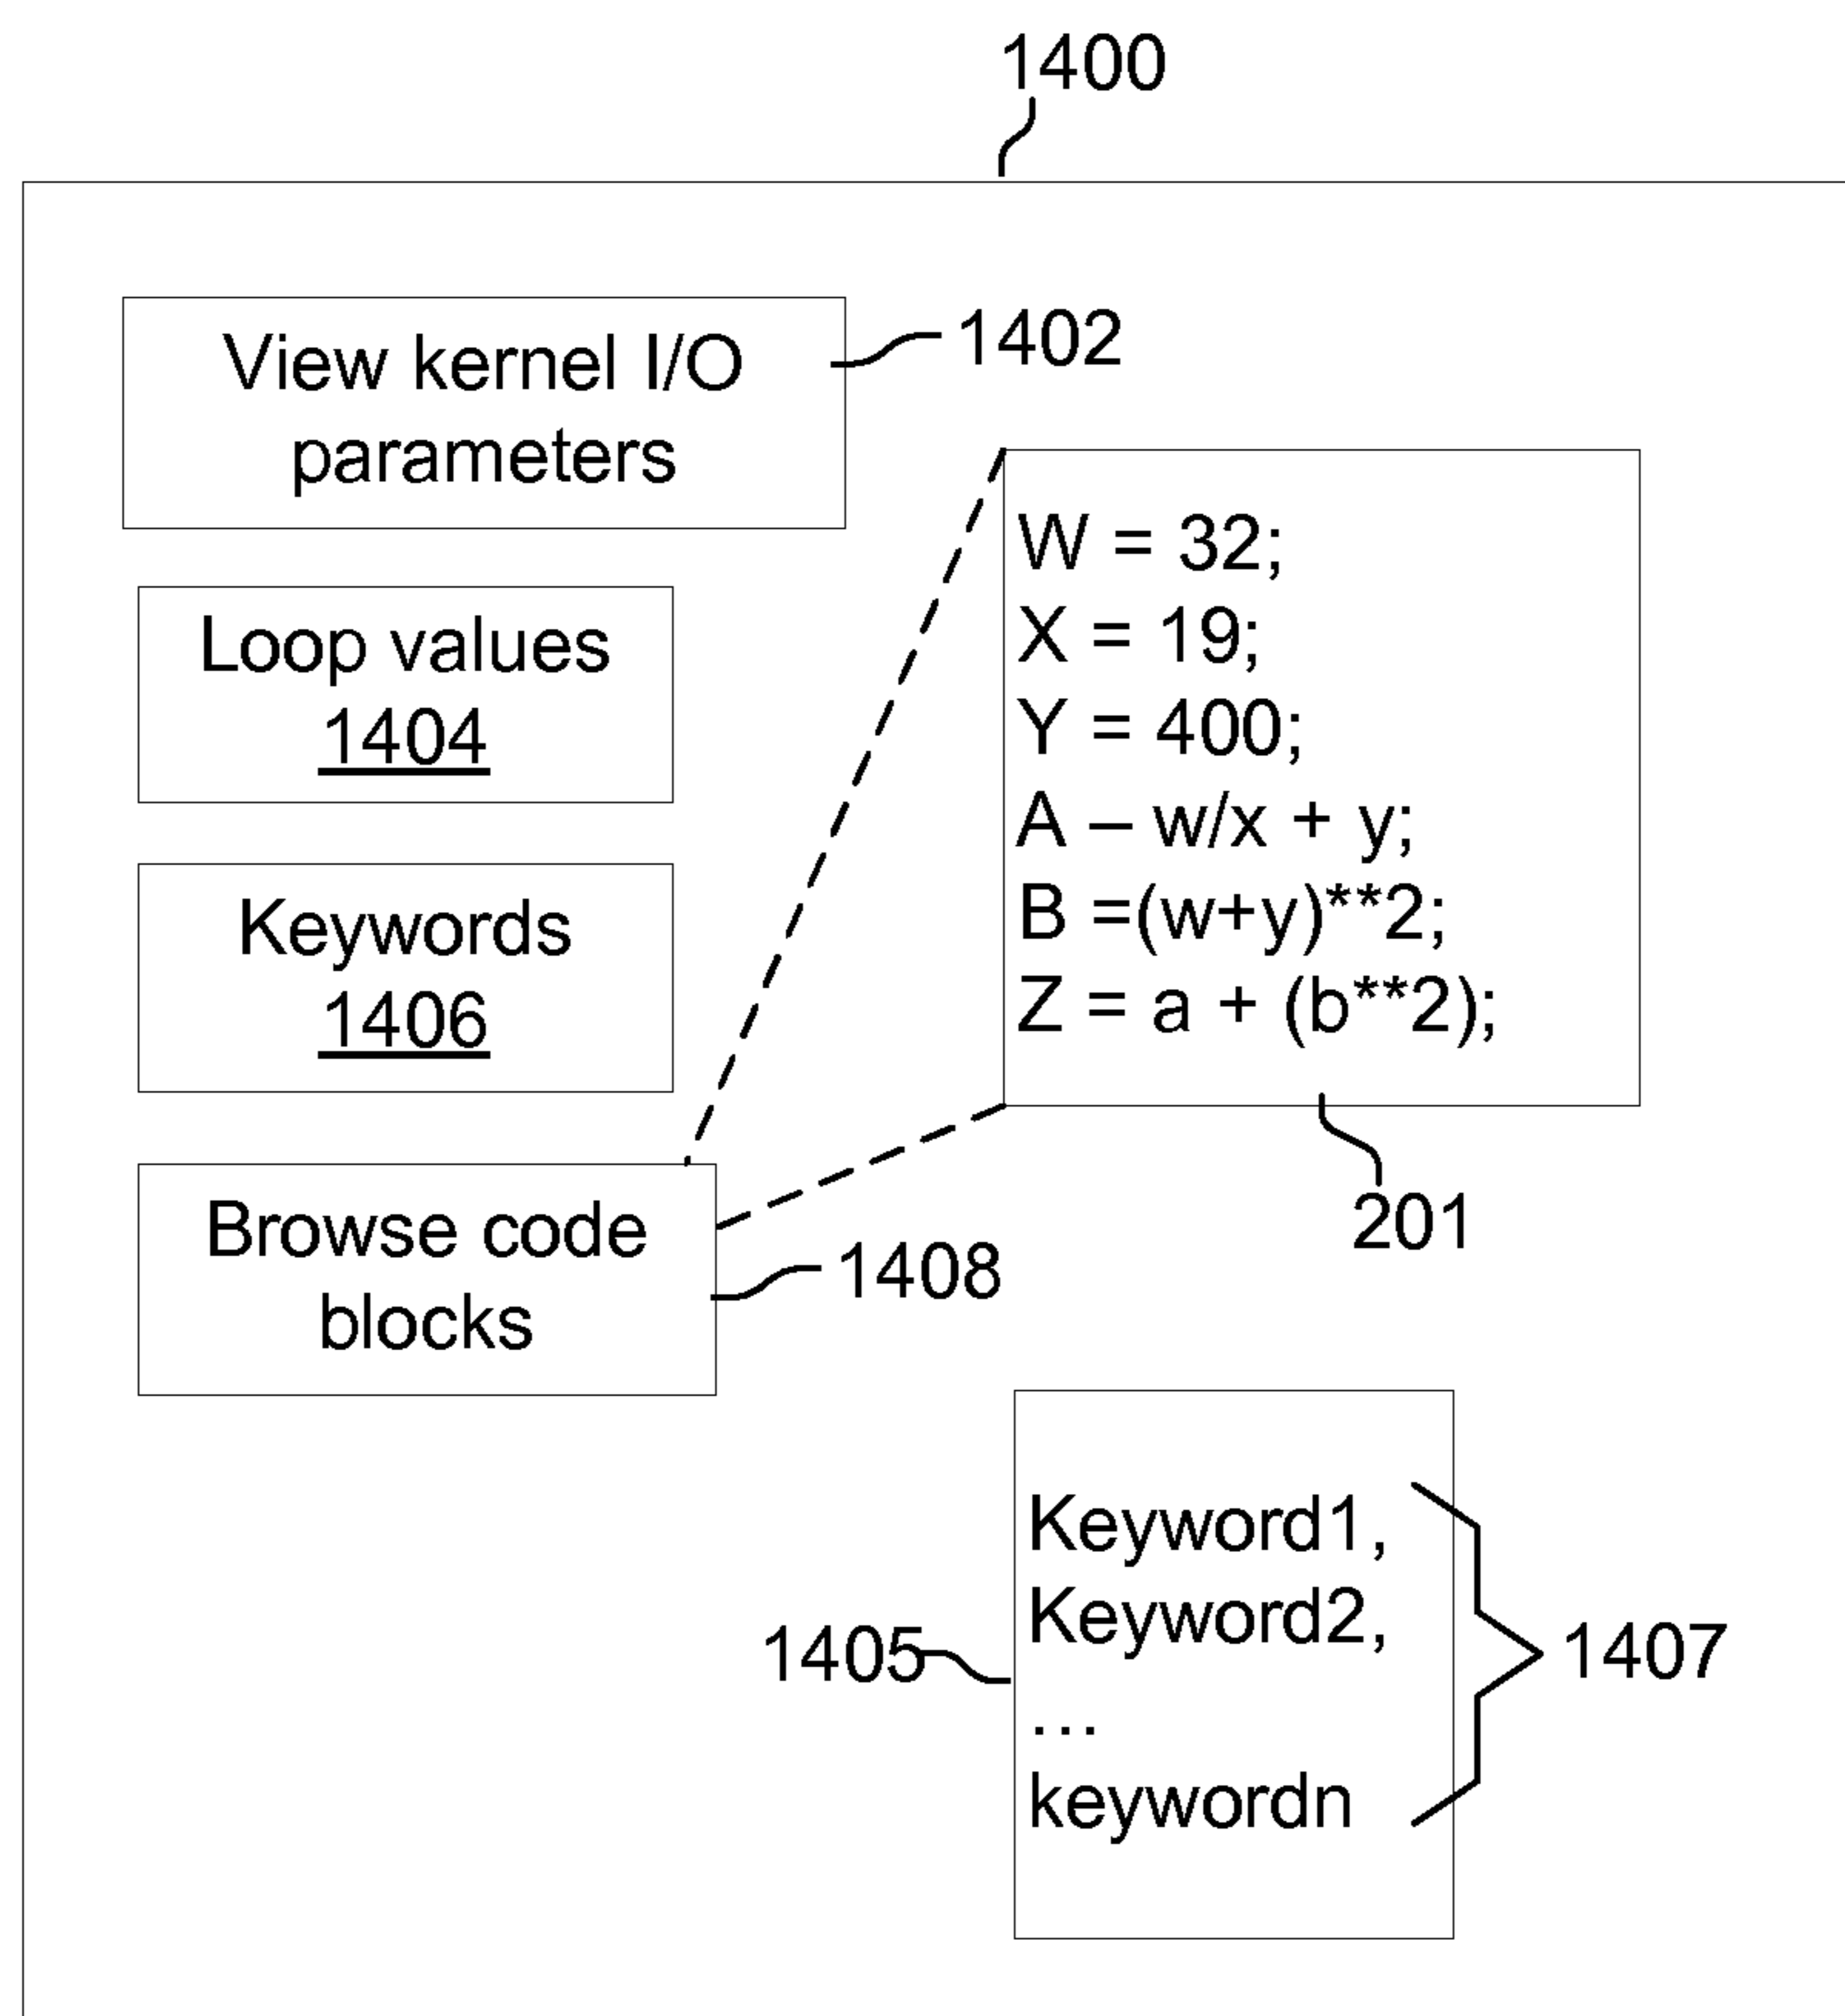 1400
View kernel I/O
parameters
1402
Loop values
1404
Keywords
1406
Browse code
blocks
1408
W = 32;
X = 19;
Y = 400;
A – w/x + y;
B =(w+y)**2;
Z = a + (b**2);
201
Keyword1,
Keyword2,
...
keywordn
1405
1407